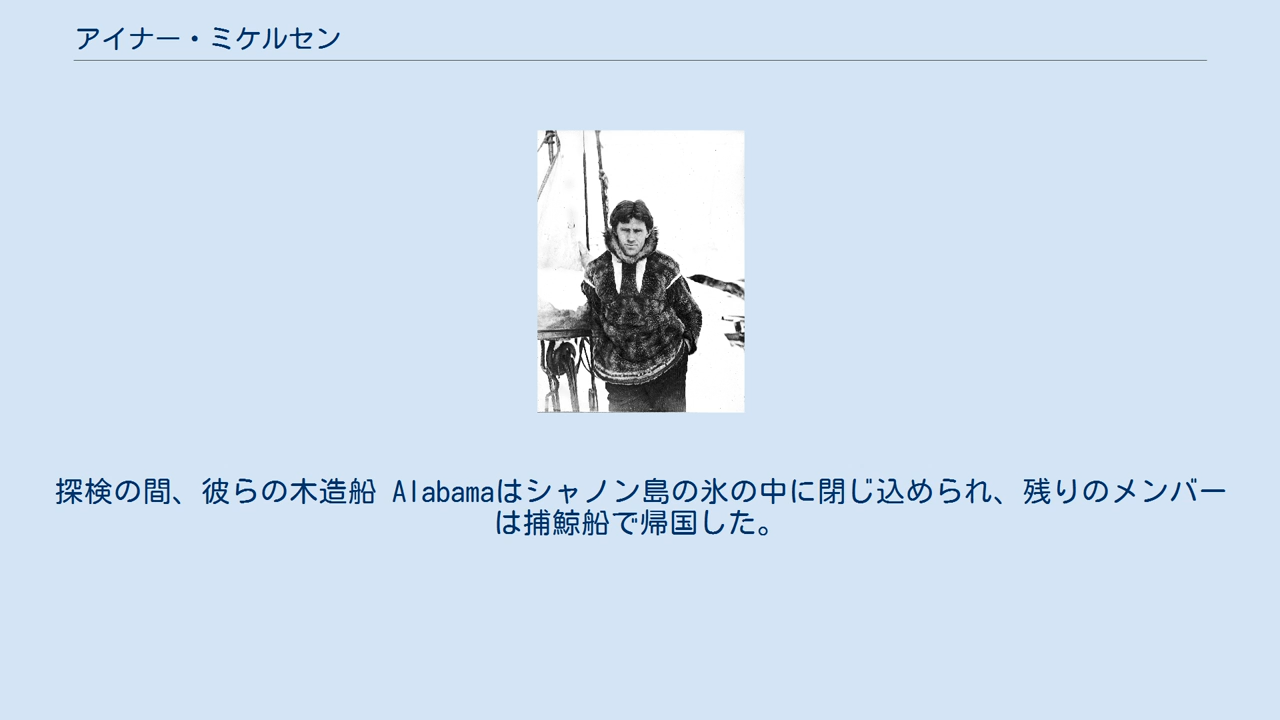 アイナー・ミケルセン
探検の間、彼らの木造船 Alabamaはシャノン島の氷の中に閉じ込められ、残りのメンバー
は捕鯨船で帰国した。